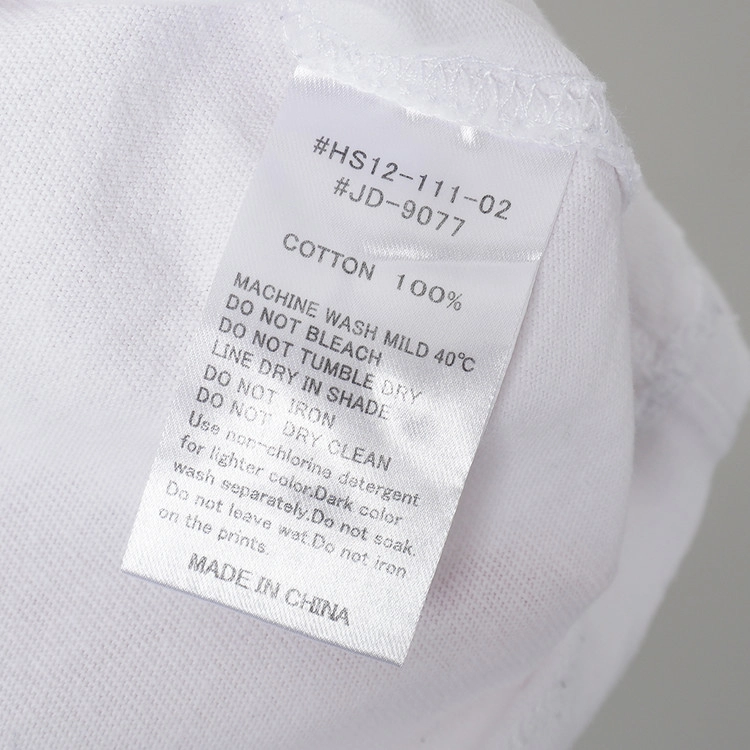 #HS12-111-02
#JD-9077
COTTON 100%
MACHINE WASH MILD 40℃
DO NOT BLEACH
DO NOT TUMBLE DRY
LINE DRY IN SHADE
DO NOT IRON
DO NOT DRY CLEAN
Use non-chlorine detergent
for lighter color.Dark color
wash separately.Do not soak.
Do not leave wet.Do not iron
on the prints.
MADE IN CHINA